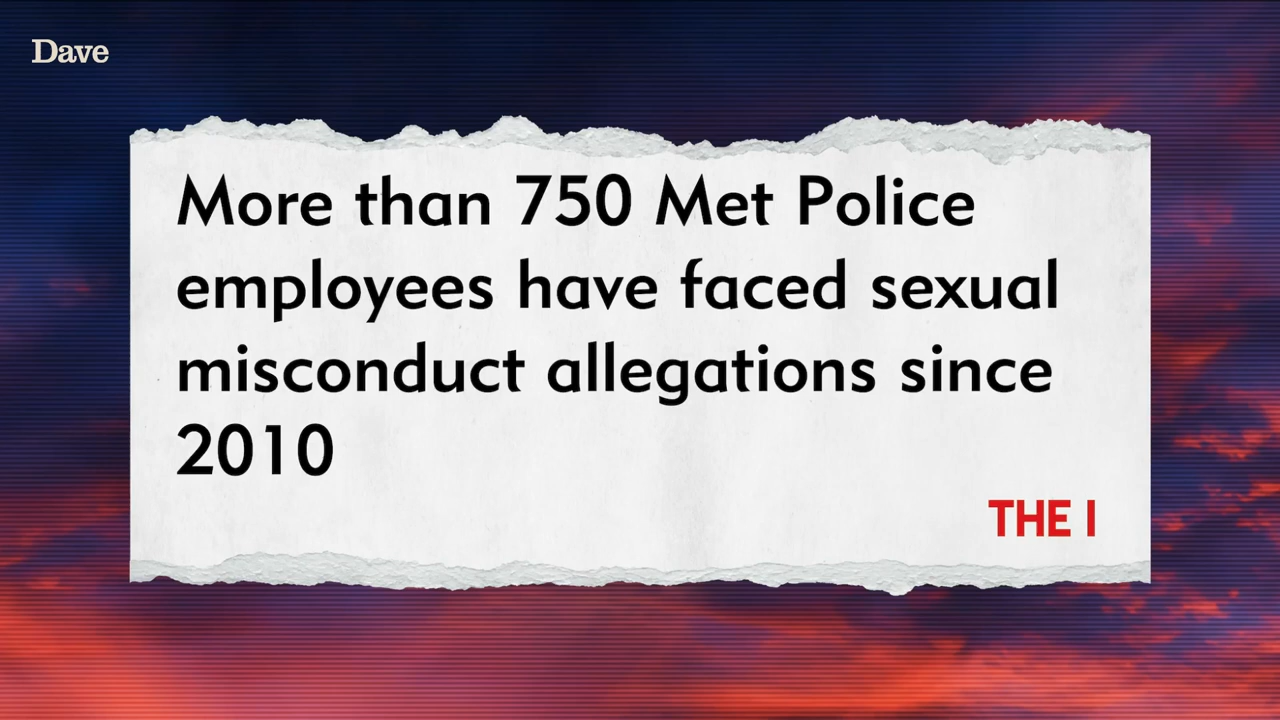 Dave
More than 750 Met Police
employees have faced sexual
misconduct allegations since
2010
THE I